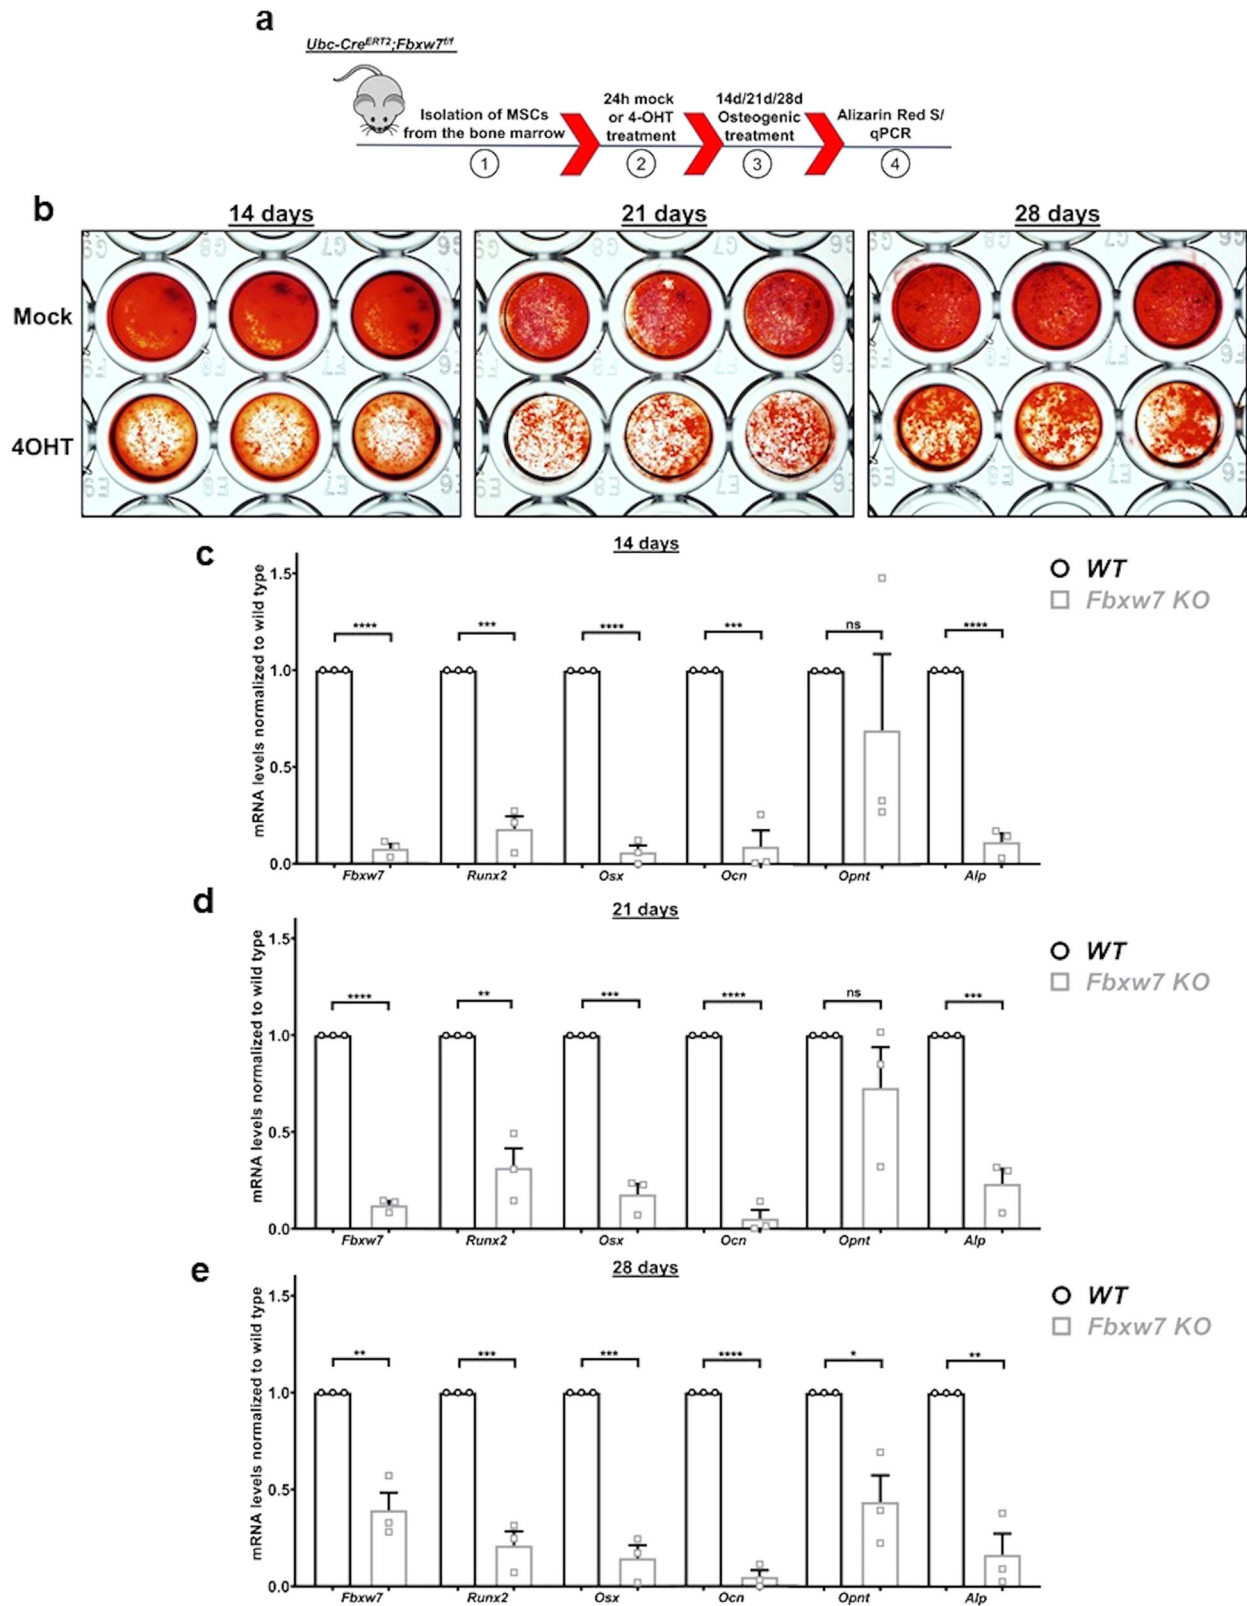 a
Ubc-CreERT2;Fbxw7f/f
Isolation of MSCs
from the bone marrow
1
24h mock
or 4-OHT
treatment
2
14d/21d/28d
Osteogenic
treatment
3
Alizarin Red S/
qPCR
4
b
14 days
21 days
28 days
Mock
4OHT
c
14 days
mRNA levels normalized to wild type
1.5
1.0
0.5
0.0
**** *** **** *** ns ****
Fbxw7 Runx2 Osx Ocn Opnt Alp
WT
Fbxw7 KO
d
21 days
mRNA levels normalized to wild type
1.5
1.0
0.5
0.0
**** ** *** **** ns ***
Fbxw7 Runx2 Osx Ocn Opnt Alp
WT
Fbxw7 KO
e
28 days
mRNA levels normalized to wild type
1.5
1.0
0.5
0.0
** *** *** **** * **
Fbxw7 Runx2 Osx Ocn Opnt Alp
WT
Fbxw7 KO